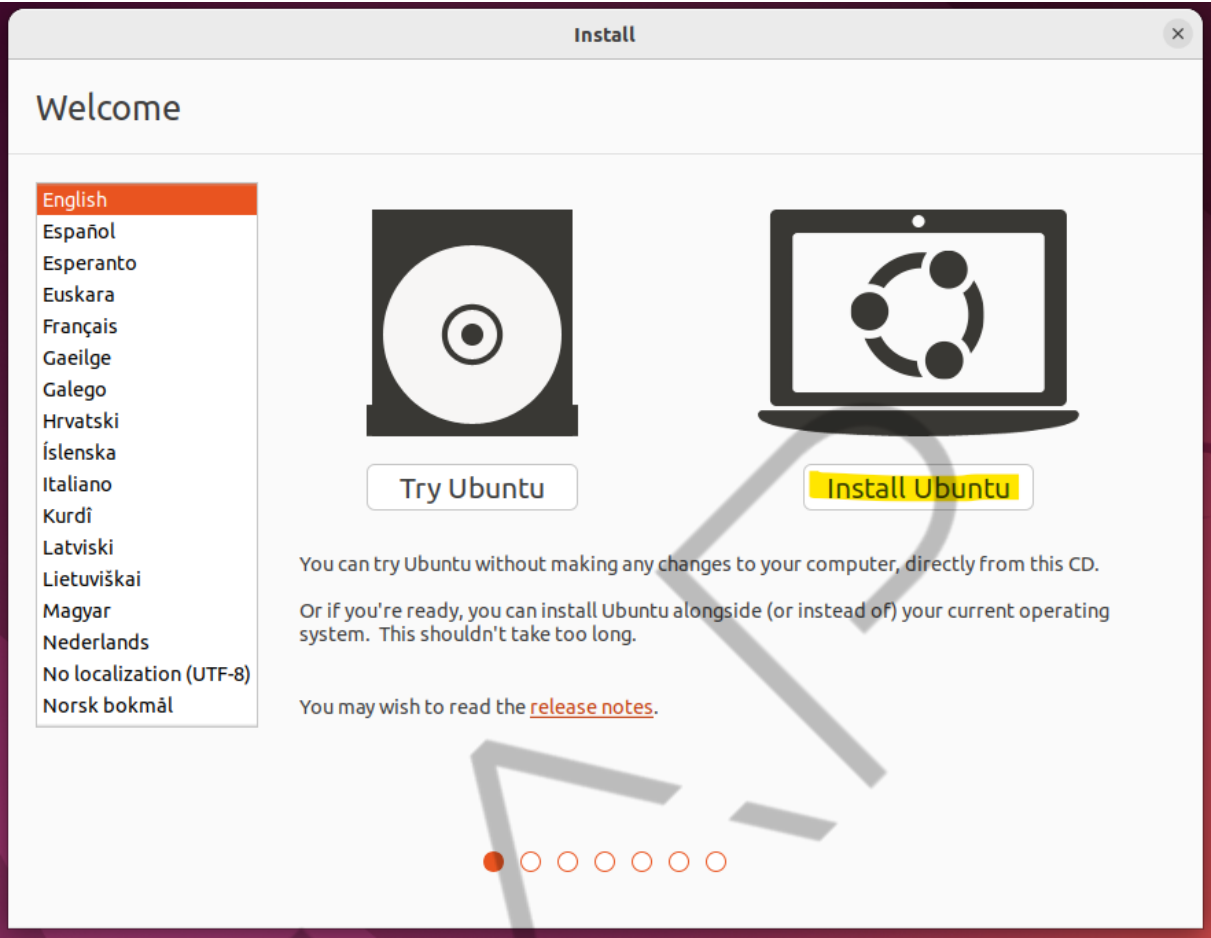 Install
Welcome
English
Español
Esperanto
Euskara
Français
Gaeilge
Galego
Hrvatski
Íslenska
Italiano
Kurdî
Latviski
Lietuviškai
Magyar
Nederlands
No localization (UTF-8)
Norsk bokmål
Try Ubuntu
Install Ubuntu
You can try Ubuntu without making any changes to your computer, directly from this CD.
Or if you're ready, you can install Ubuntu alongside (or instead of) your current operating
system. This shouldn't take too long.
You may wish to read the release notes.